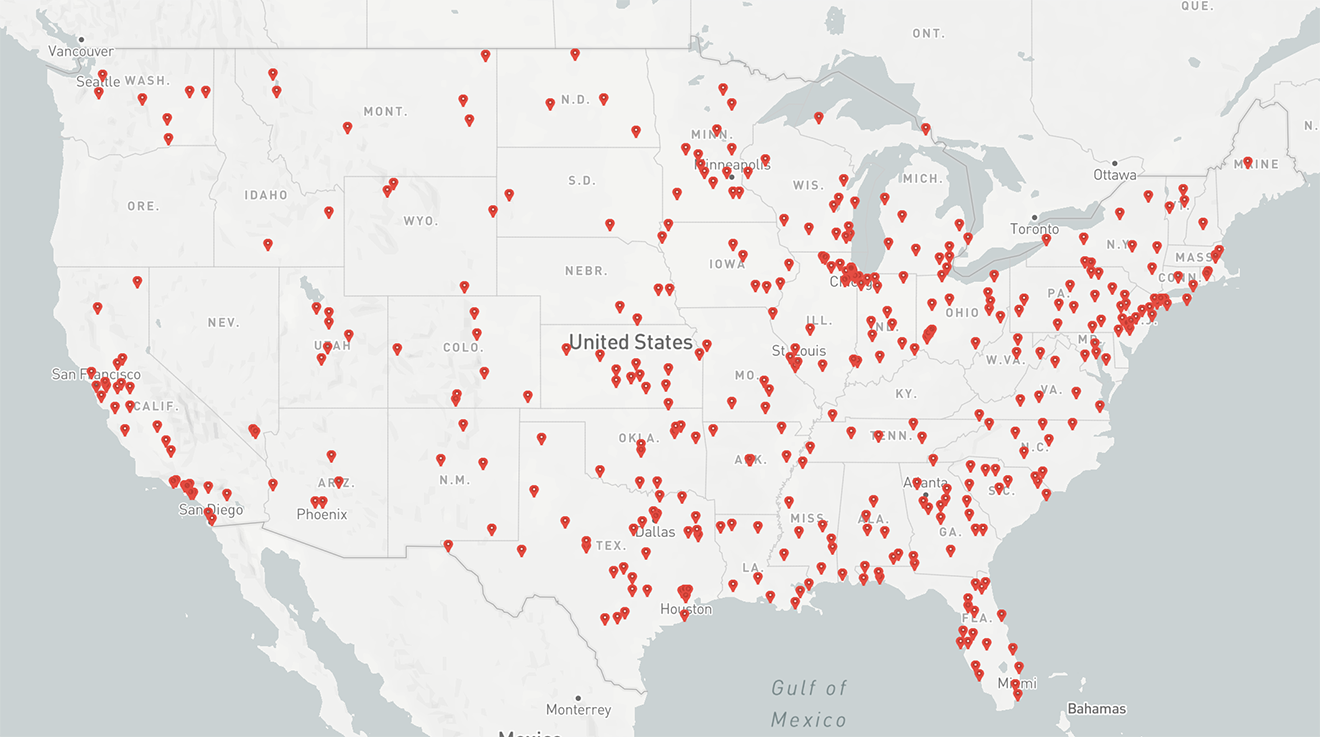 QUE.
ONT.
Vancouver
Seattle
WASH.
MONT.
N.D.
MINN.
N.
Minneapolis
MAINE
Ottawa
IDAHO
ORE.
S.D.
WIS.
MICH.
WYO.
Toronto
N.Y.
MASS.
IOWA
NEBR.
CONN.
Chicago
PA.
OHIO
NEV.
ILL.
IND.
United States
UTAH
COLO.
St. Louis
W.VA.
San Francisco
MO.
KY.
VA.
CALIF.
OKLA.
TENN.
N.C.
ARK.
ARIZ.
N.M.
Atlanta
S.C.
San Diego
Phoenix
MISS.
ALA.
Dallas
GA.
TEX.
LA.
Houston
FLA.
Miami
Gulf of
Mexico
Monterrey
Bahamas
Mexico